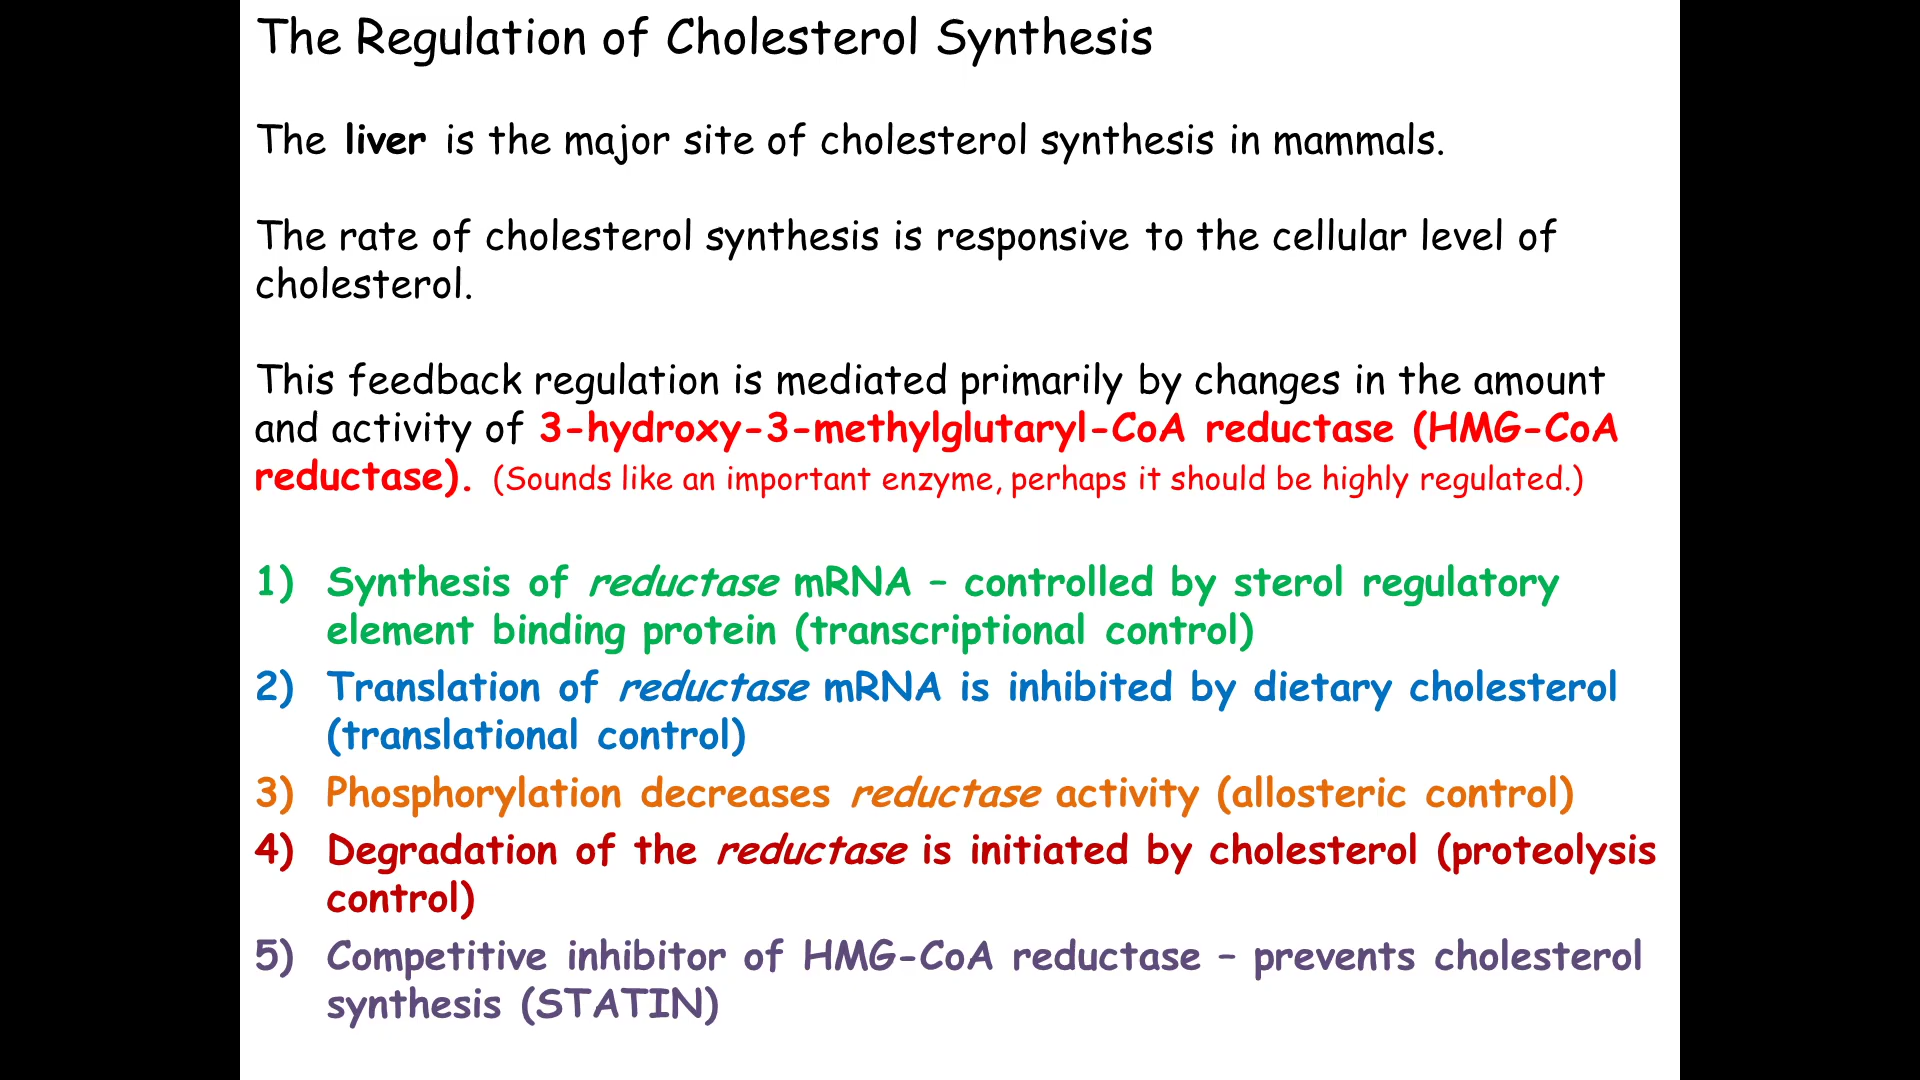 The Regulation of Cholesterol Synthesis
The liver is the major site of cholesterol synthesis in mammals.
The rate of cholesterol synthesis is responsive to the cellular level of
cholesterol.
This feedback regulation is mediated primarily by changes in the amount
and activity of 3-hydroxy-3-methylglutaryl-CoA reductase (HMG-CoA
reductase). (Sounds like an important enzyme, perhaps it should be highly regulated.)
1) Synthesis of reductase mRNA – controlled by sterol regulatory
element binding protein (transcriptional control)
2) Translation of reductase mRNA is inhibited by dietary cholesterol
(translational control)
3) Phosphorylation decreases reductase activity (allosteric control)
4) Degradation of the reductase is initiated by cholesterol (proteolysis
control)
5) Competitive inhibitor of HMG-CoA reductase – prevents cholesterol
synthesis (STATIN)